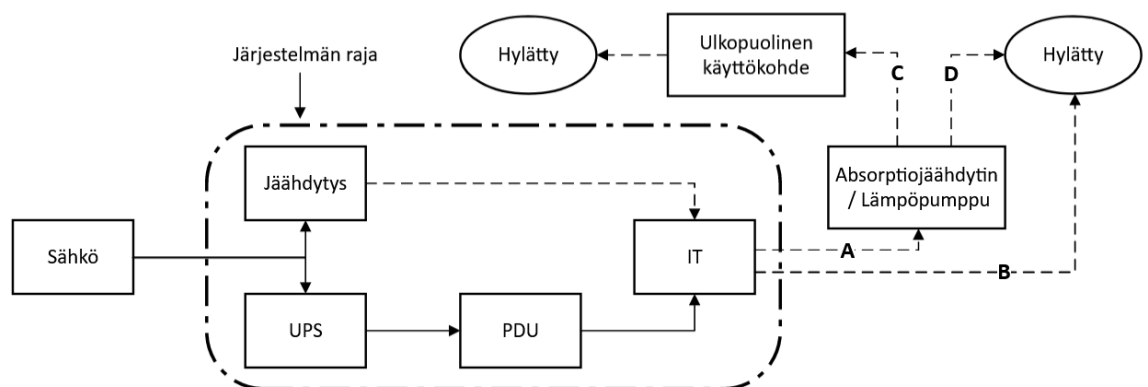 Järjestelmän raja
Hylätty
Ulkopuolinen
käyttökohde
Hylätty
C
D
Jäähdytys
Absorptiojäähdytin
/ Lämpöpumppu
Sähkö
IT
A
B
UPS
PDU